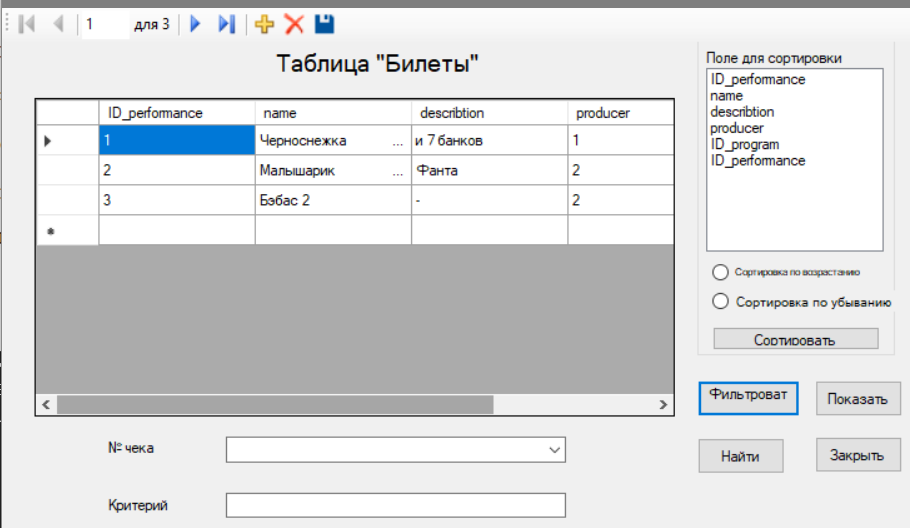 1 для 3
Таблица "Билеты"
Поле для сортировки
ID_performance
name
describtion
producer
ID_program
ID_performance
ID_performance name describtion producer
1 Черноснежка ... и 7 банков 1
2 Малышарик ... Фанта 2
3 Бэбас 2 - 2
Сортировка по возрастанию
Сортировка по убыванию
Сортировать
Фильтроват
Показать
№ чека
Найти
Закрыть
Критерий